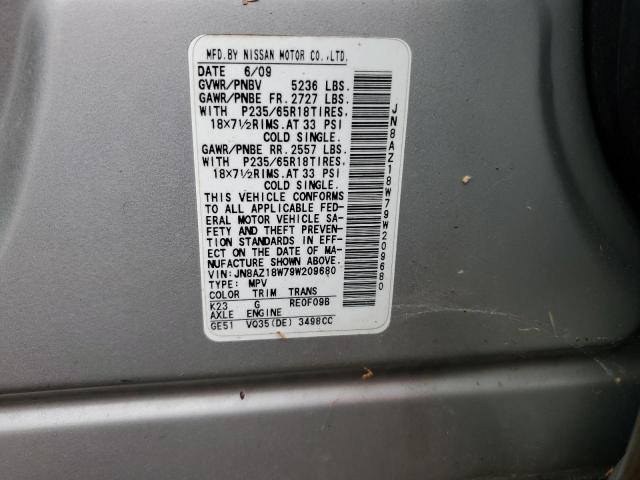 MFD.BY NISSAN MOTOR CO.,LTD.
DATE 6/09
GVWR/PNBV 5236 LBS.
GAWR/PNBE FR. 2727 LBS.
WITH P235/65R18TIRES,
18X7½RIMS.AT 33 PSI
COLD SINGLE.
GAWR/PNBE RR. 2557 LBS.
WITH P235/65R18TIRES,
18X7½RIMS.AT 33 PSI
COLD SINGLE.
THIS VEHICLE CONFORMS
TO ALL APPLICABLE FED-
ERAL MOTOR VEHICLE SA-
FETY AND THEFT PREVEN-
TION STANDARDS IN EFF-
ECT ON THE DATE OF MA-
NUFACTURE SHOWN ABOVE.
VIN: JN8AZ18W79W209680
TYPE: MPV
COLOR TRIM TRANS
K23 G RE0F09B
AXLE ENGINE
GE51 VQ35(DE) 3498CC
JN8AZ18W79W209680